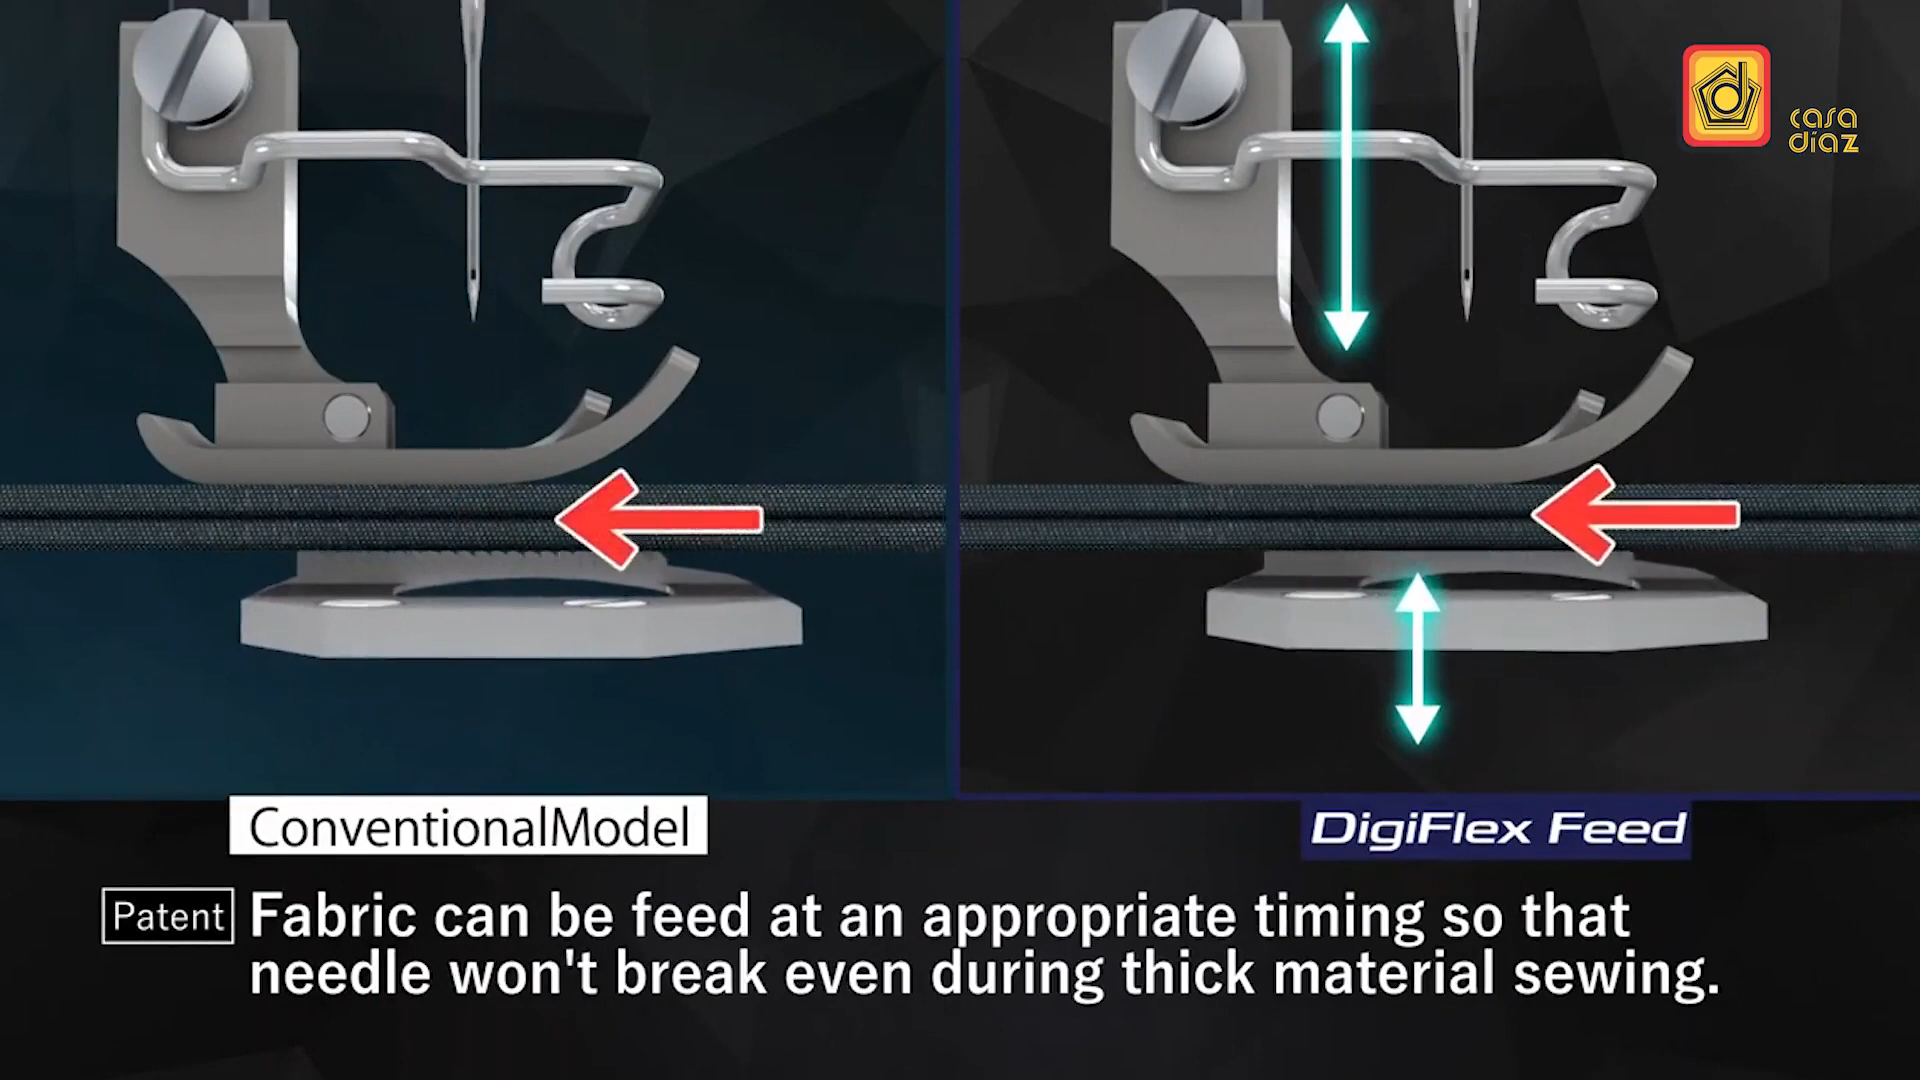 casa
díaz
ConventionalModel
DigiFlex Feed
Patent
Fabric can be feed at an appropriate timing so that
needle won't break even during thick material sewing.